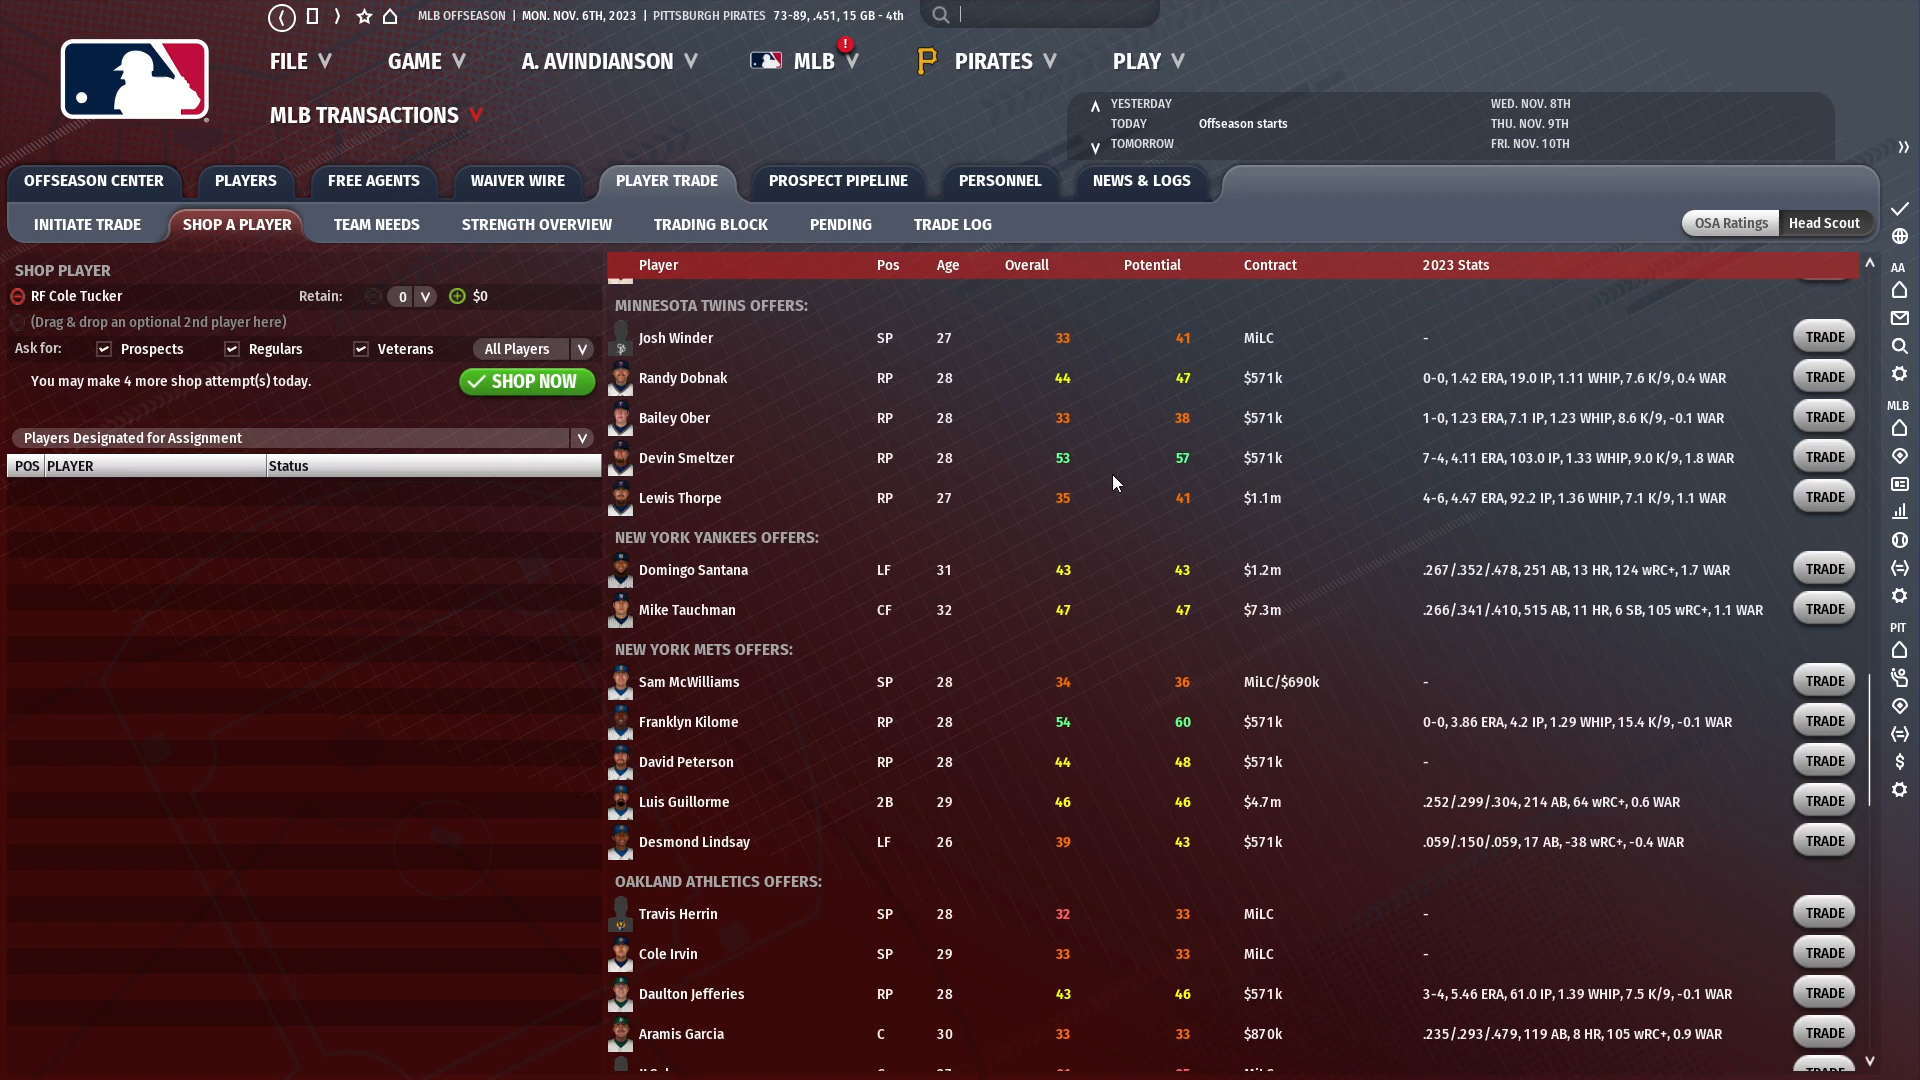 MLB OFFSEASON | MON. NOV. 6TH, 2023 | PITTSBURGH PIRATES 73-89, .451, 15 GB - 4th
FILE GAME A. AVINDIANSON MLB PIRATES PLAY
MLB TRANSACTIONS
YESTERDAY WED. NOV. 8TH
TODAY Offseason starts THU. NOV. 9TH
TOMORROW FRI. NOV. 10TH
OFFSEASON CENTER PLAYERS FREE AGENTS WAIVER WIRE PLAYER TRADE PROSPECT PIPELINE PERSONNEL NEWS & LOGS
INITIATE TRADE SHOP A PLAYER TEAM NEEDS STRENGTH OVERVIEW TRADING BLOCK PENDING TRADE LOG OSA Ratings Head Scout
SHOP PLAYER
RF Cole Tucker Retain: 0 $0
(Drag & drop an optional 2nd player here)
Ask for: Prospects Regulars Veterans All Players
You may make 4 more shop attempt(s) today. SHOP NOW
Players Designated for Assignment
POS PLAYER Status
Player Pos Age Overall Potential Contract 2023 Stats
MINNESOTA TWINS OFFERS:
Josh Winder SP 27 33 41 MiLC - TRADE
Randy Dobnak RP 28 44 47 $571k 0-0, 1.42 ERA, 19.0 IP, 1.11 WHIP, 7.6 K/9, 0.4 WAR TRADE
Bailey Ober RP 28 33 38 $571k 1-0, 1.23 ERA, 7.1 IP, 1.23 WHIP, 8.6 K/9, -0.1 WAR TRADE
Devin Smeltzer RP 28 53 57 $571k 7-4, 4.11 ERA, 103.0 IP, 1.33 WHIP, 9.0 K/9, 1.8 WAR TRADE
Lewis Thorpe RP 27 35 41 $1.1m 4-6, 4.47 ERA, 92.2 IP, 1.36 WHIP, 7.1 K/9, 1.1 WAR TRADE
NEW YORK YANKEES OFFERS:
Domingo Santana LF 31 43 43 $1.2m .267/.352/.478, 251 AB, 13 HR, 124 wRC+, 1.7 WAR TRADE
Mike Tauchman CF 32 47 47 $7.3m .266/.341/.410, 515 AB, 11 HR, 6 SB, 105 wRC+, 1.1 WAR TRADE
NEW YORK METS OFFERS:
Sam McWilliams SP 28 34 36 MiLC/$690k - TRADE
Franklyn Kilome RP 28 54 60 $571k 0-0, 3.86 ERA, 4.2 IP, 1.29 WHIP, 15.4 K/9, -0.1 WAR TRADE
David Peterson RP 28 44 48 $571k - TRADE
Luis Guillorme 2B 29 46 46 $4.7m .252/.299/.304, 214 AB, 64 wRC+, 0.6 WAR TRADE
Desmond Lindsay LF 26 39 43 $571k .059/.150/.059, 17 AB, -38 wRC+, -0.4 WAR TRADE
OAKLAND ATHLETICS OFFERS:
Travis Herrin SP 28 32 33 MiLC - TRADE
Cole Irvin SP 29 33 33 MiLC - TRADE
Daulton Jefferies RP 28 43 46 $571k 3-4, 5.46 ERA, 61.0 IP, 1.39 WHIP, 7.5 K/9, -0.1 WAR TRADE
Aramis Garcia C 30 33 33 $870k .235/.293/.479, 119 AB, 8 HR, 105 wRC+, 0.9 WAR TRADE
AA
MLB
PIT